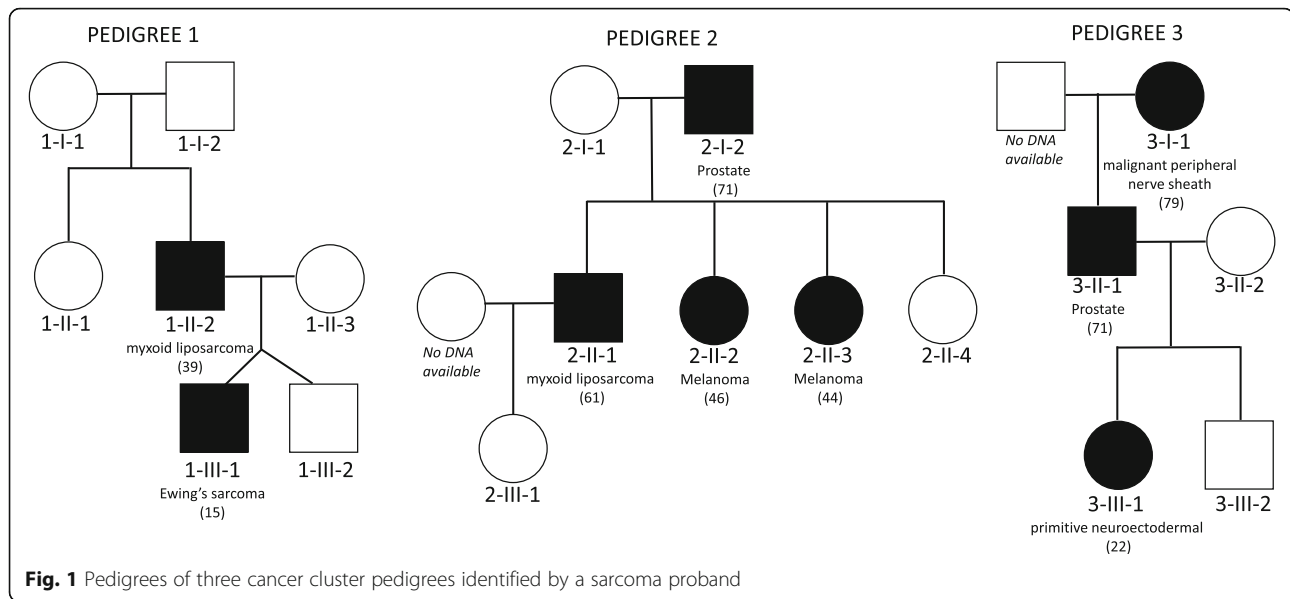 PEDIGREE 1
1-I-1
1-I-2
1-II-1
1-II-2
myxoid liposarcoma
(39)
1-II-3
1-III-1
Ewing's sarcoma
(15)
1-III-2
PEDIGREE 2
2-I-1
2-I-2
Prostate
(71)
No DNA
available
2-II-1
myxoid liposarcoma
(61)
2-II-2
Melanoma
(46)
2-II-3
Melanoma
(44)
2-II-4
2-III-1
PEDIGREE 3
No DNA
available
3-I-1
malignant peripheral
nerve sheath
(79)
3-II-1
Prostate
(71)
3-II-2
3-III-1
primitive neuroectodermal
(22)
3-III-2
Fig. 1 Pedigrees of three cancer cluster pedigrees identified by a sarcoma proband